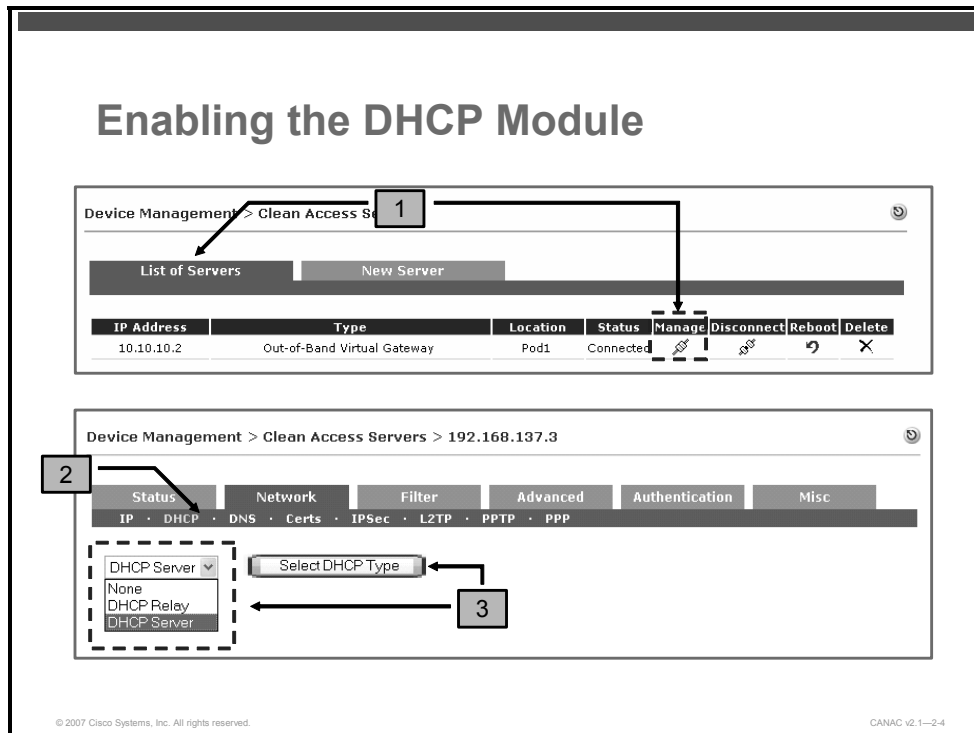 Enabling the DHCP Module
Device Management > Clean Access Se
1
List of Servers New Server
IP Address Type Location Status Manage Disconnect Reboot Delete
10.10.10.2 Out-of-Band Virtual Gateway Pod1 Connected
Device Management > Clean Access Servers > 192.168.137.3
2
Status Network Filter Advanced Authentication Misc
IP · DHCP · DNS · Certs · IPSec · L2TP · PPTP · PPP
DHCP Server Select DHCP Type
None
DHCP Relay
DHCP Server
3
© 2007 Cisco Systems, Inc. All rights reserved. CANAC v2.1—2-4